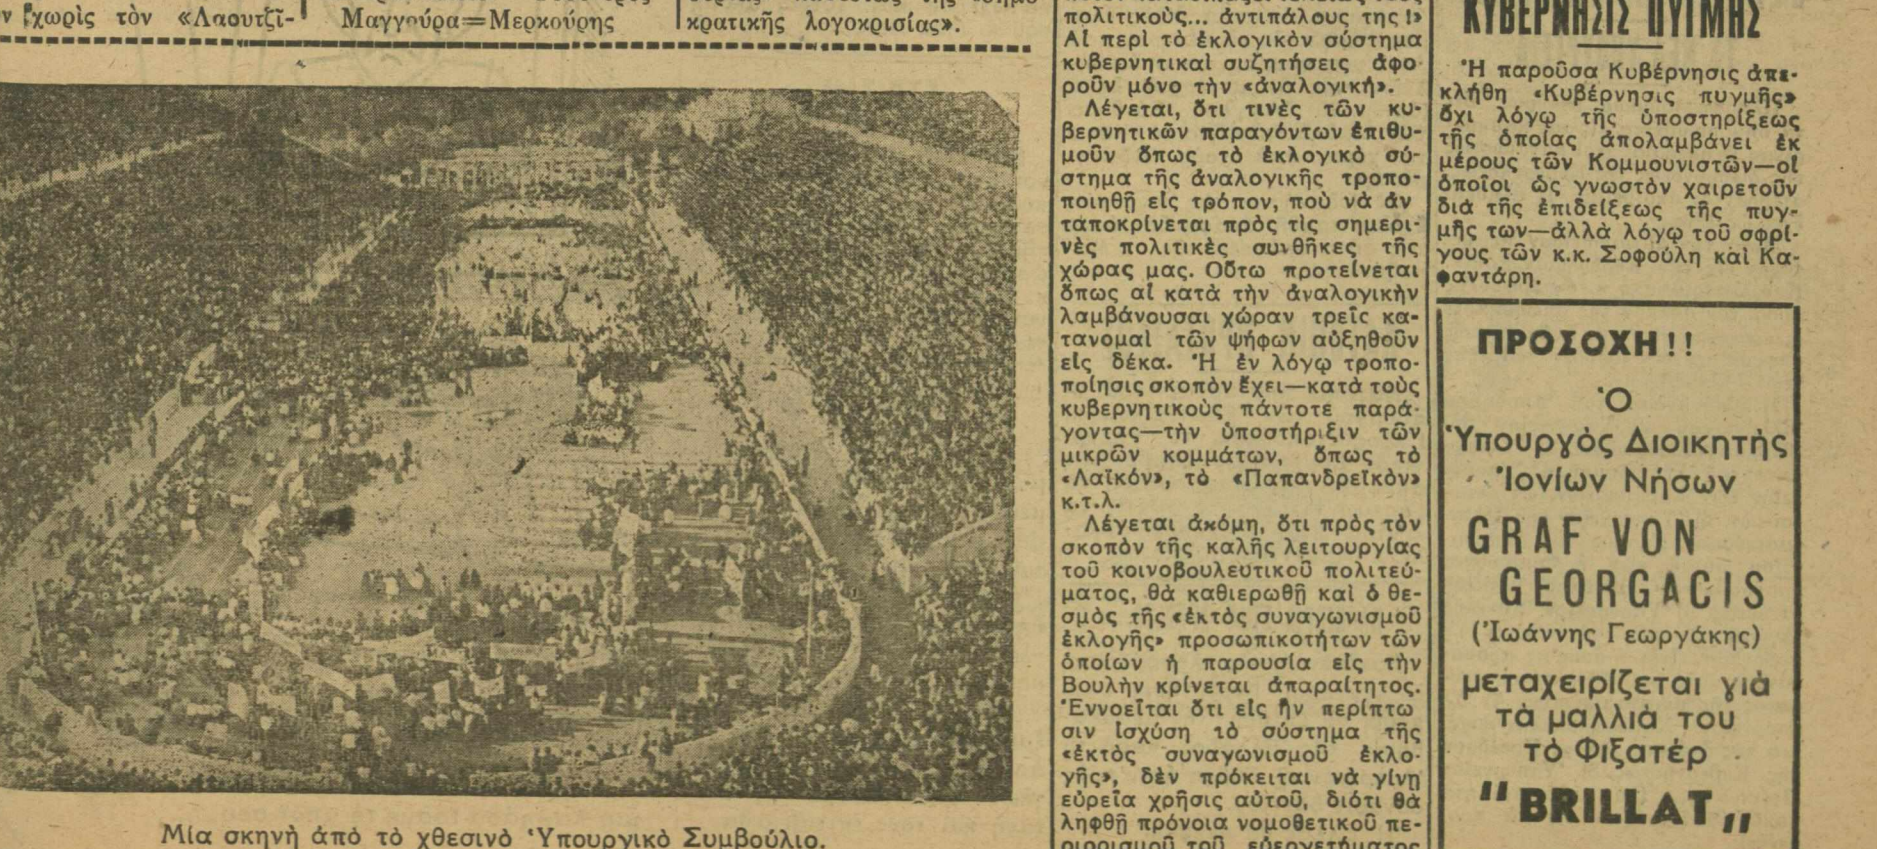 χωρὶς τὸν «Λαουτζῖ-
Μαγγούρα=Μερκούρης
κρατικῆς λογοκρισίας».
Μία σκηνὴ ἀπὸ τὸ χθεσινὸ Ὑπουργικὸ Συμβούλιο.
πολιτικοὺς... ἀντιπάλους της!»
Αἱ περὶ τὸ ἐκλογικὸν σύστημα
κυβερνητικαὶ συζητήσεις ἀφο-
ροῦν μόνο τὴν «ἀναλογική».
Λέγεται, ὅτι τινὲς τῶν κυ-
βερνητικῶν παραγόντων ἐπιθυ-
μοῦν ὅπως τὸ ἐκλογικὸ σύ-
στημα τῆς ἀναλογικῆς τροπο-
ποιηθῇ εἰς τρόπον, ποὺ νὰ ἀν
ταποκρίνεται πρὸς τὶς σημερι-
νὲς πολιτικὲς συνθῆκες τῆς
χώρας μας. Οὕτω προτείνεται
ὅπως αἱ κατὰ τὴν ἀναλογικὴν
λαμβάνουσαι χώραν τρεῖς κα-
τανομαὶ τῶν ψήφων αὐξηθοῦν
εἰς δέκα. Ἡ ἐν λόγῳ τροπο-
ποίησις σκοπὸν ἔχει—κατὰ τοὺς
κυβερνητικοὺς πάντοτε παρά-
γοντας—τὴν ὑποστήριξιν τῶν
μικρῶν κομμάτων, ὅπως τὸ
«Λαϊκόν», τὸ «Παπανδρεϊκὸν»
κ.τ.λ.
Λέγεται ἀκόμη, ὅτι πρὸς τὸν
σκοπὸν τῆς καλῆς λειτουργίας
τοῦ κοινοβουλευτικοῦ πολιτεύ-
ματος, θὰ καθιερωθῇ καὶ ὁ θε-
σμὸς τῆς «ἐκτὸς συναγωνισμοῦ
ἐκλογῆς» προσωπικοτήτων τῶν
ὁποίων ἡ παρουσία εἰς τὴν
Βουλὴν κρίνεται ἀπαραίτητος.
Ἐννοεῖται ὅτι εἰς ἣν περίπτω
σιν ἰσχύση τὸ σύστημα τῆς
«ἐκτὸς συναγωνισμοῦ ἐκλο-
γῆς», δὲν πρόκειται νὰ γίνῃ
εὐρεῖα χρῆσις αὐτοῦ, διότι θὰ
ληφθῇ πρόνοια νομοθετικοῦ πε-
ριορισμοῦ τοῦ εὐεργετήματος
ΚΥΒΕΡΝΗΣΙΣ ΠΥΓΜΗΣ
Ἡ παροῦσα Κυβέρνησις ἀπε-
κλήθη «Κυβέρνησις πυγμῆς»
ὄχι λόγῳ τῆς ὑποστηρίξεως
τῆς ὁποίας ἀπολαμβάνει ἐκ
μέρους τῶν Κομμουνιστῶν—οἱ
ὁποῖοι ὡς γνωστὸν χαιρετοῦν
διὰ τῆς ἐπιδείξεως τῆς πυγ-
μῆς των—ἀλλὰ λόγῳ τοῦ σφρί-
γους τῶν κ.κ. Σοφούλη καὶ Κα-
φαντάρη.
ΠΡΟΣΟΧΗ!!
Ὁ
Ὑπουργὸς Διοικητὴς
Ἰονίων Νήσων
GRAF VON
GEORGACIS
(Ἰωάννης Γεωργάκης)
μεταχειρίζεται γιὰ
τὰ μαλλιὰ του
τὸ Φιξατέρ
"BRILLAT„